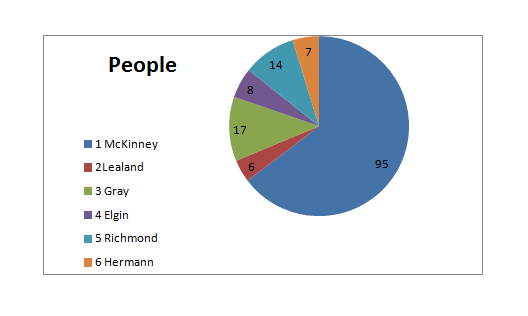 People
1 McKinney
2Lealand
3 Gray
4 Elgin
5 Richmond
6 Hermann
7
14
8
17
6
95